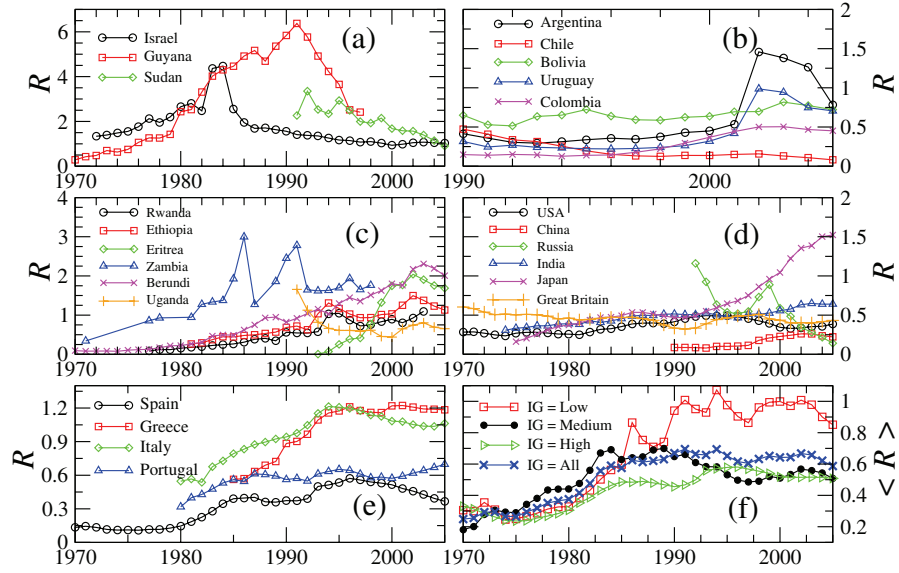 6
4
2
0
R
Israel
Guyana
Sudan
(a)
1970 1980 1990 2000
Argentina
Chile
Bolivia
Uruguay
Colombia
(b)
2
1.5
1
0.5
0
R
1990 2000
4
3
2
1
0
R
Rwanda
Ethiopia
Eritrea
Zambia
Berundi
Uganda
(c)
1970 1980 1990 2000
USA
China
Russia
India
Japan
Great Britain
(d)
2
1.5
1
0.5
0
R
1970 1980 1990 2000
1.2
0.9
0.6
0.3
0
R
Spain
Greece
Italy
Portugal
(e)
1970 1980 1990 2000
IG = Low
IG = Medium
IG = High
IG = All
(f)
1
0.8
0.6
0.4
0.2
< R >
1970 1980 1990 2000